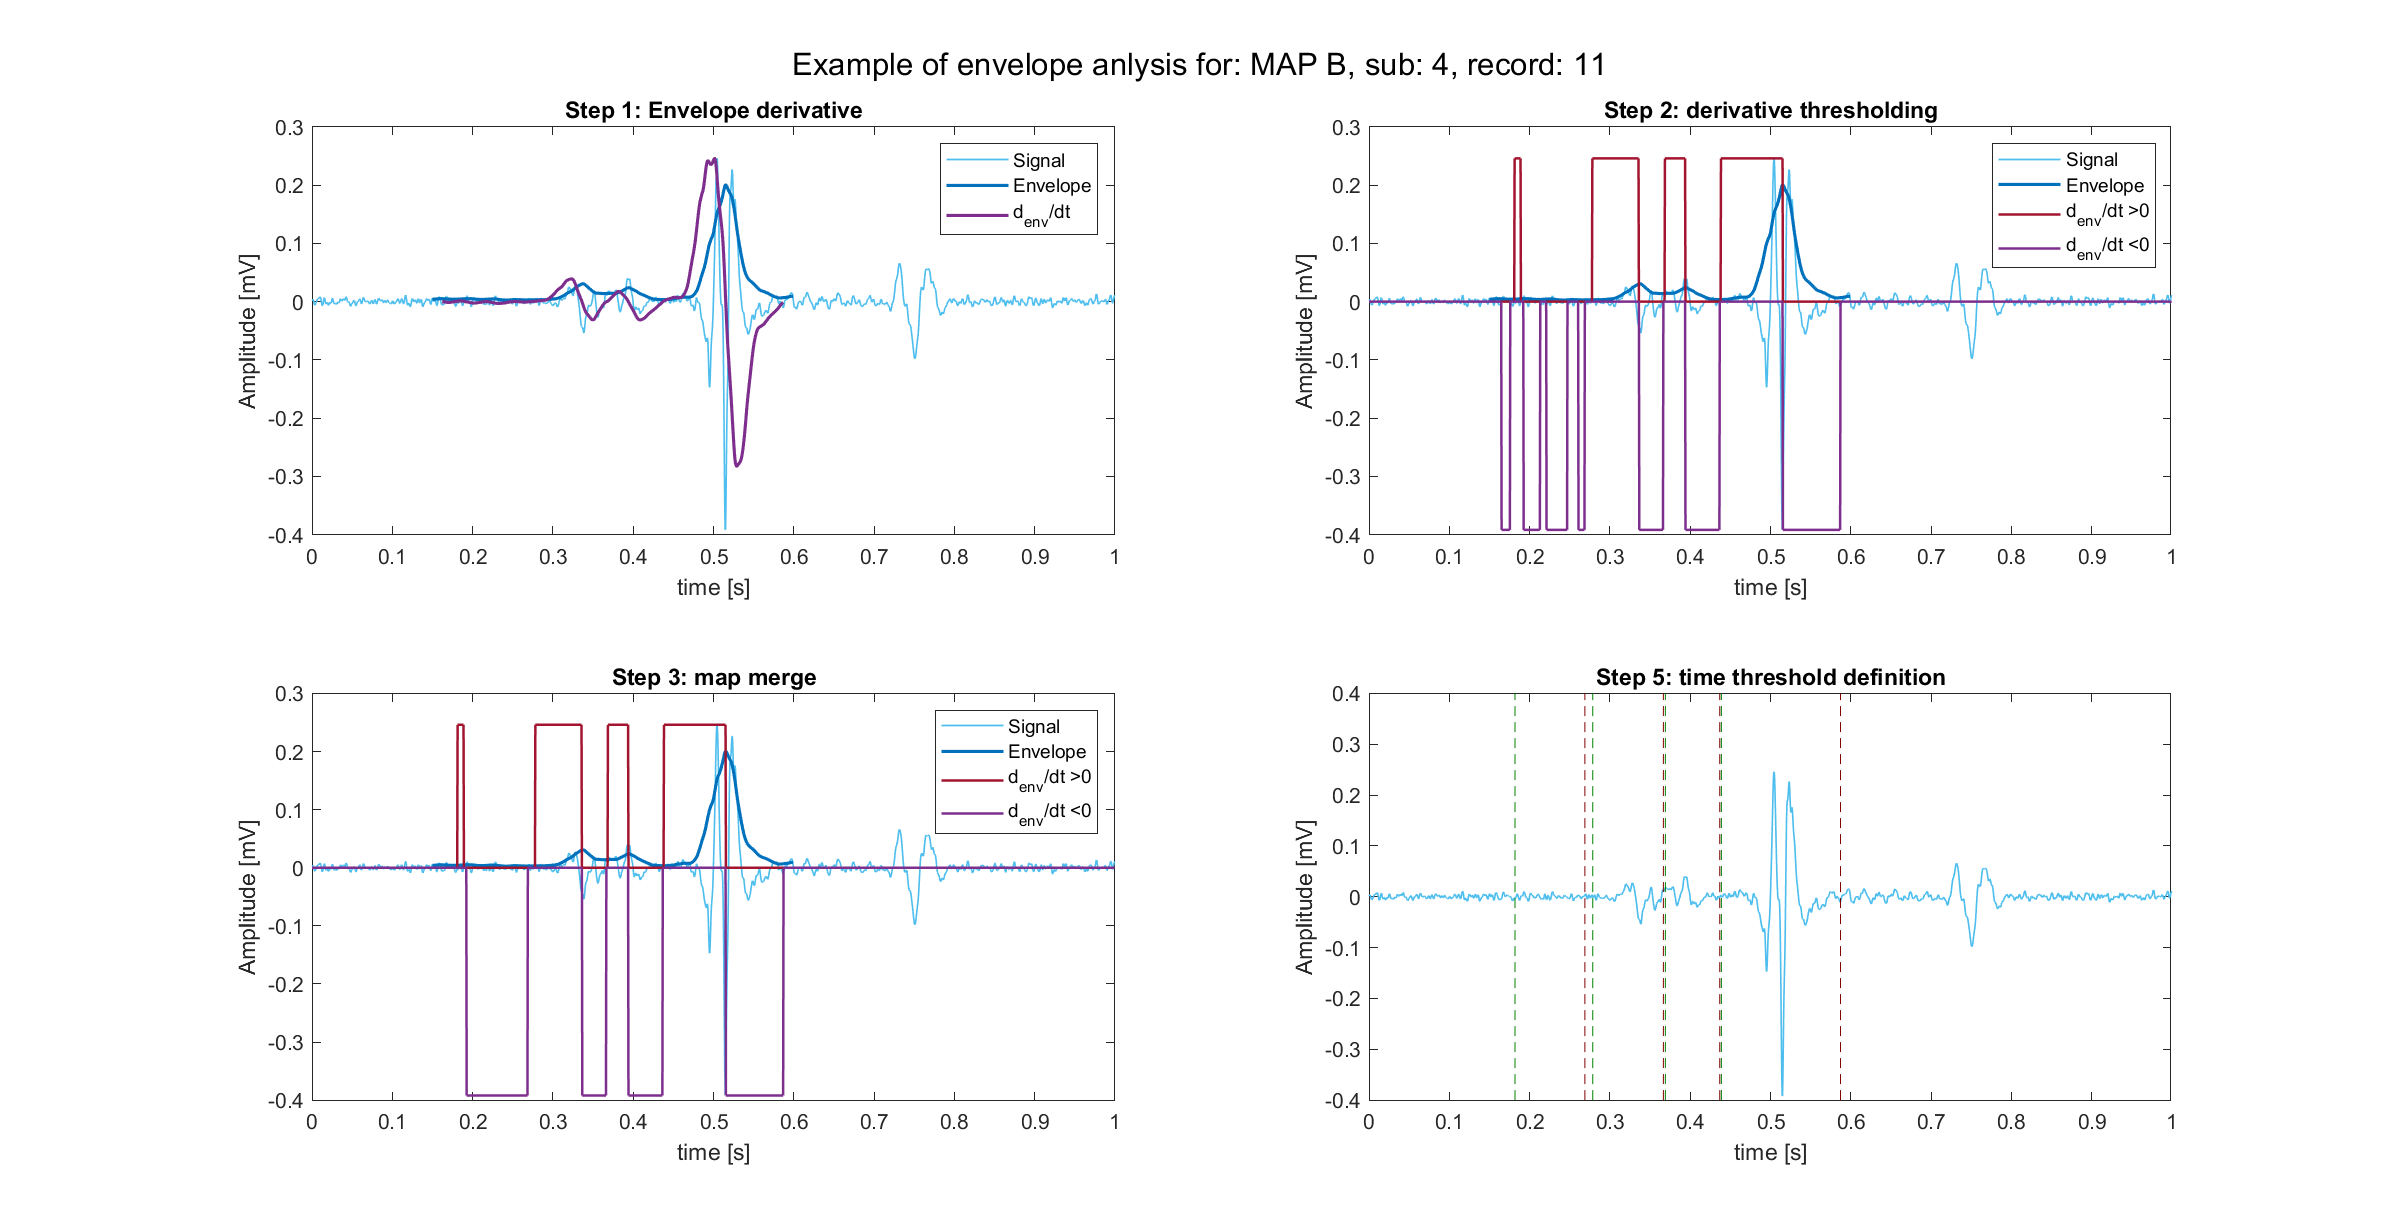 Example of envelope anlysis for: MAP B, sub: 4, record: 11
Step 1: Envelope derivative
0.3
0.2
0.1
0
-0.1
-0.2
-0.3
-0.4
Amplitude [mV]
0 0.1 0.2 0.3 0.4 0.5 0.6 0.7 0.8 0.9 1
time [s]
Signal
Envelope
d_env/dt
Step 2: derivative thresholding
0.3
0.2
0.1
0
-0.1
-0.2
-0.3
-0.4
Amplitude [mV]
0 0.1 0.2 0.3 0.4 0.5 0.6 0.7 0.8 0.9 1
time [s]
Signal
Envelope
d_env/dt >0
d_env/dt <0
Step 3: map merge
0.3
0.2
0.1
0
-0.1
-0.2
-0.3
-0.4
Amplitude [mV]
0 0.1 0.2 0.3 0.4 0.5 0.6 0.7 0.8 0.9 1
time [s]
Signal
Envelope
d_env/dt >0
d_env/dt <0
Step 5: time threshold definition
0.4
0.3
0.2
0.1
0
-0.1
-0.2
-0.3
-0.4
Amplitude [mV]
0 0.1 0.2 0.3 0.4 0.5 0.6 0.7 0.8 0.9 1
time [s]